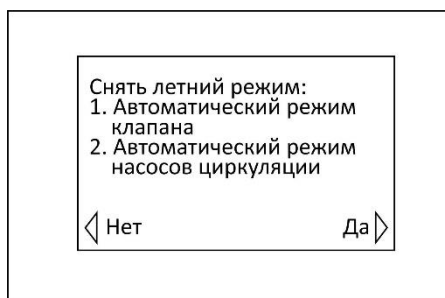 Снять летний режим:
1. Автоматический режим
клапана
2. Автоматический режим
насосов циркуляции
Нет Да